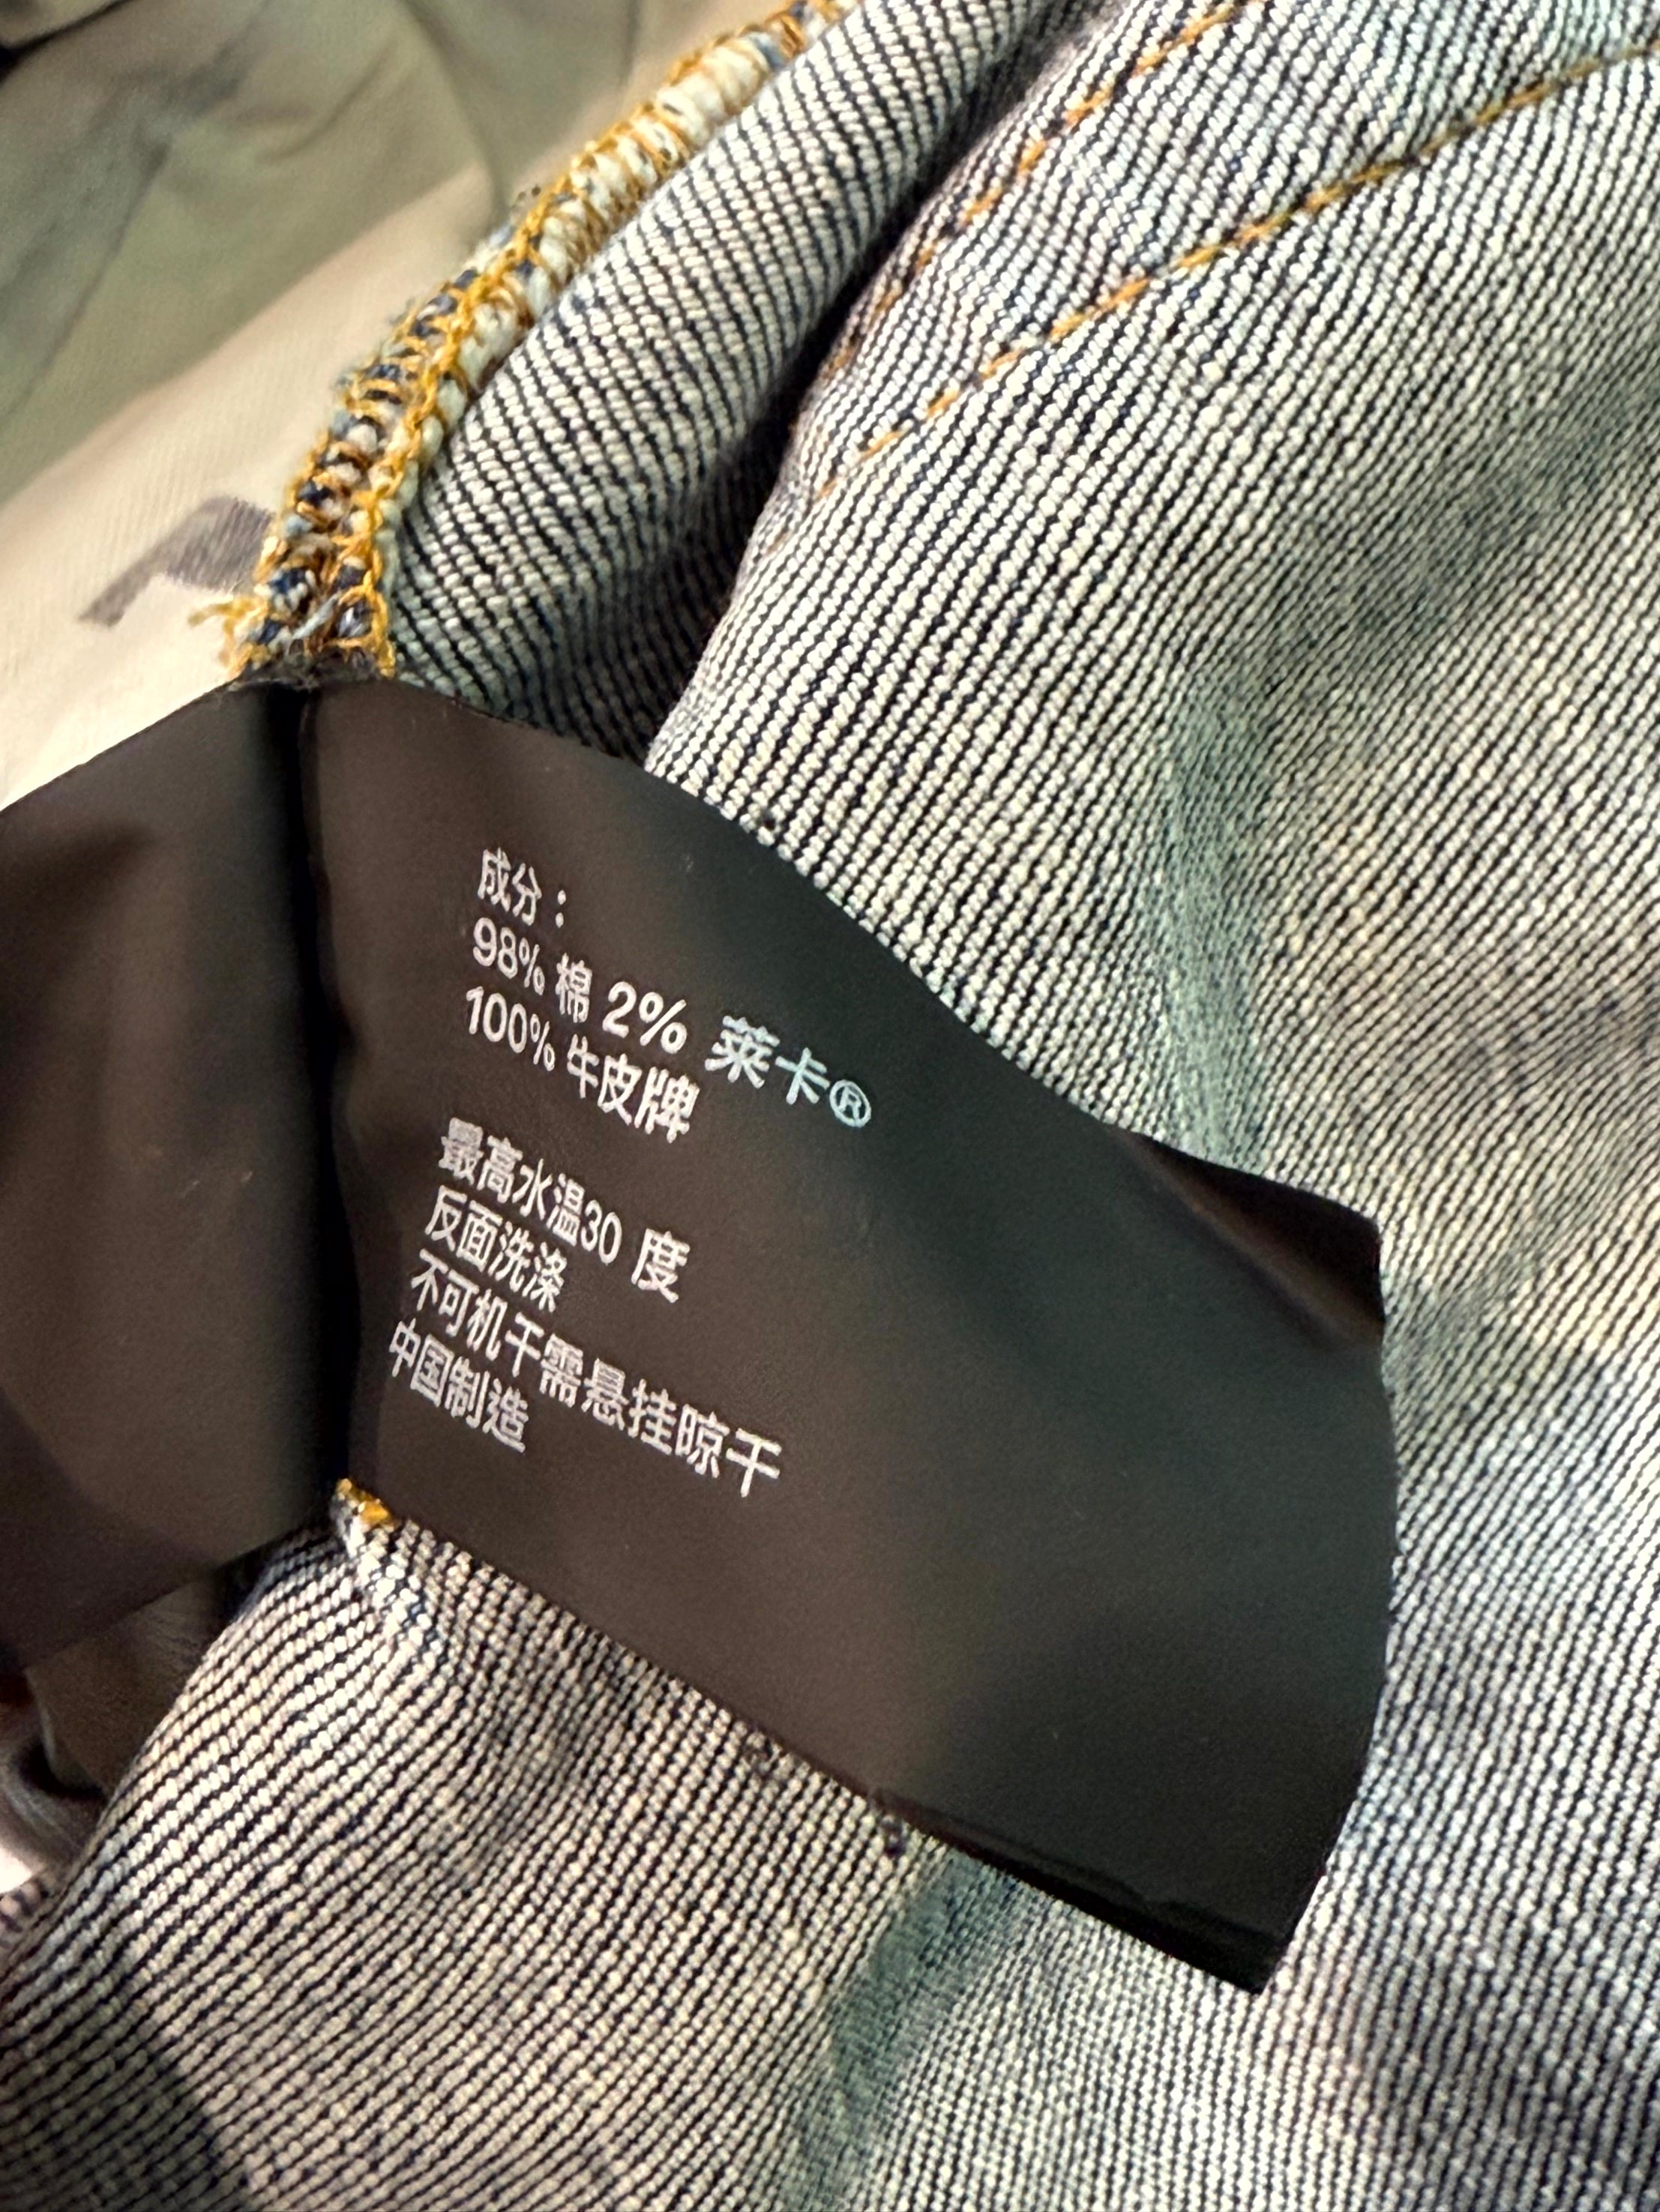 成分：
98% 棉 2% 莱卡®
100% 牛皮牌
最高水温30 度
反面洗涤
不可机干需悬挂晾干
中国制造